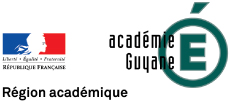 académie
Guyane
É
Liberté • Égalité • Fraternité
RÉPUBLIQUE FRANÇAISE
Région académique